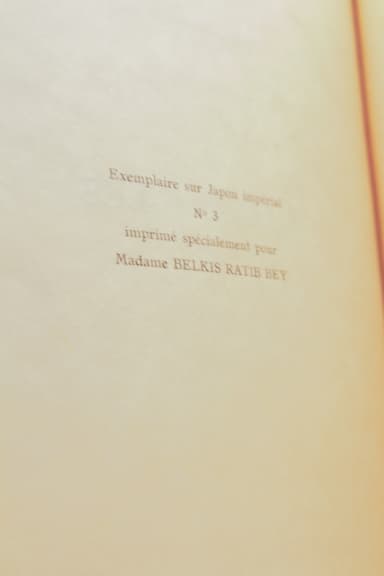 Exemplaire sur Japon impérial
N° 3
imprimé spécialement pour
Madame BELKIS RATIB BEY